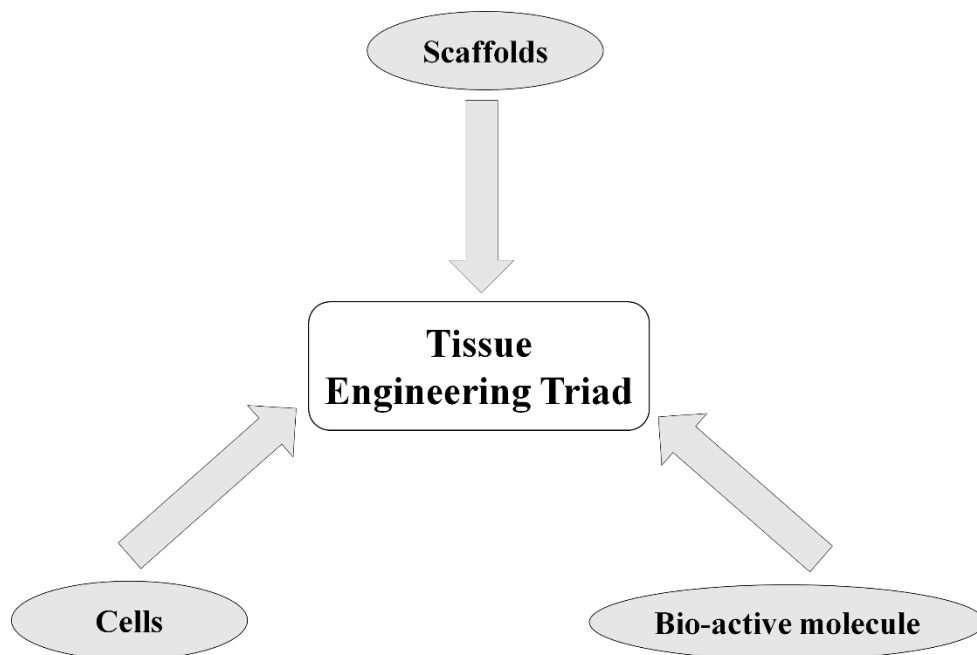 Scaffolds
Tissue
Engineering Triad
Cells
Bio-active molecule